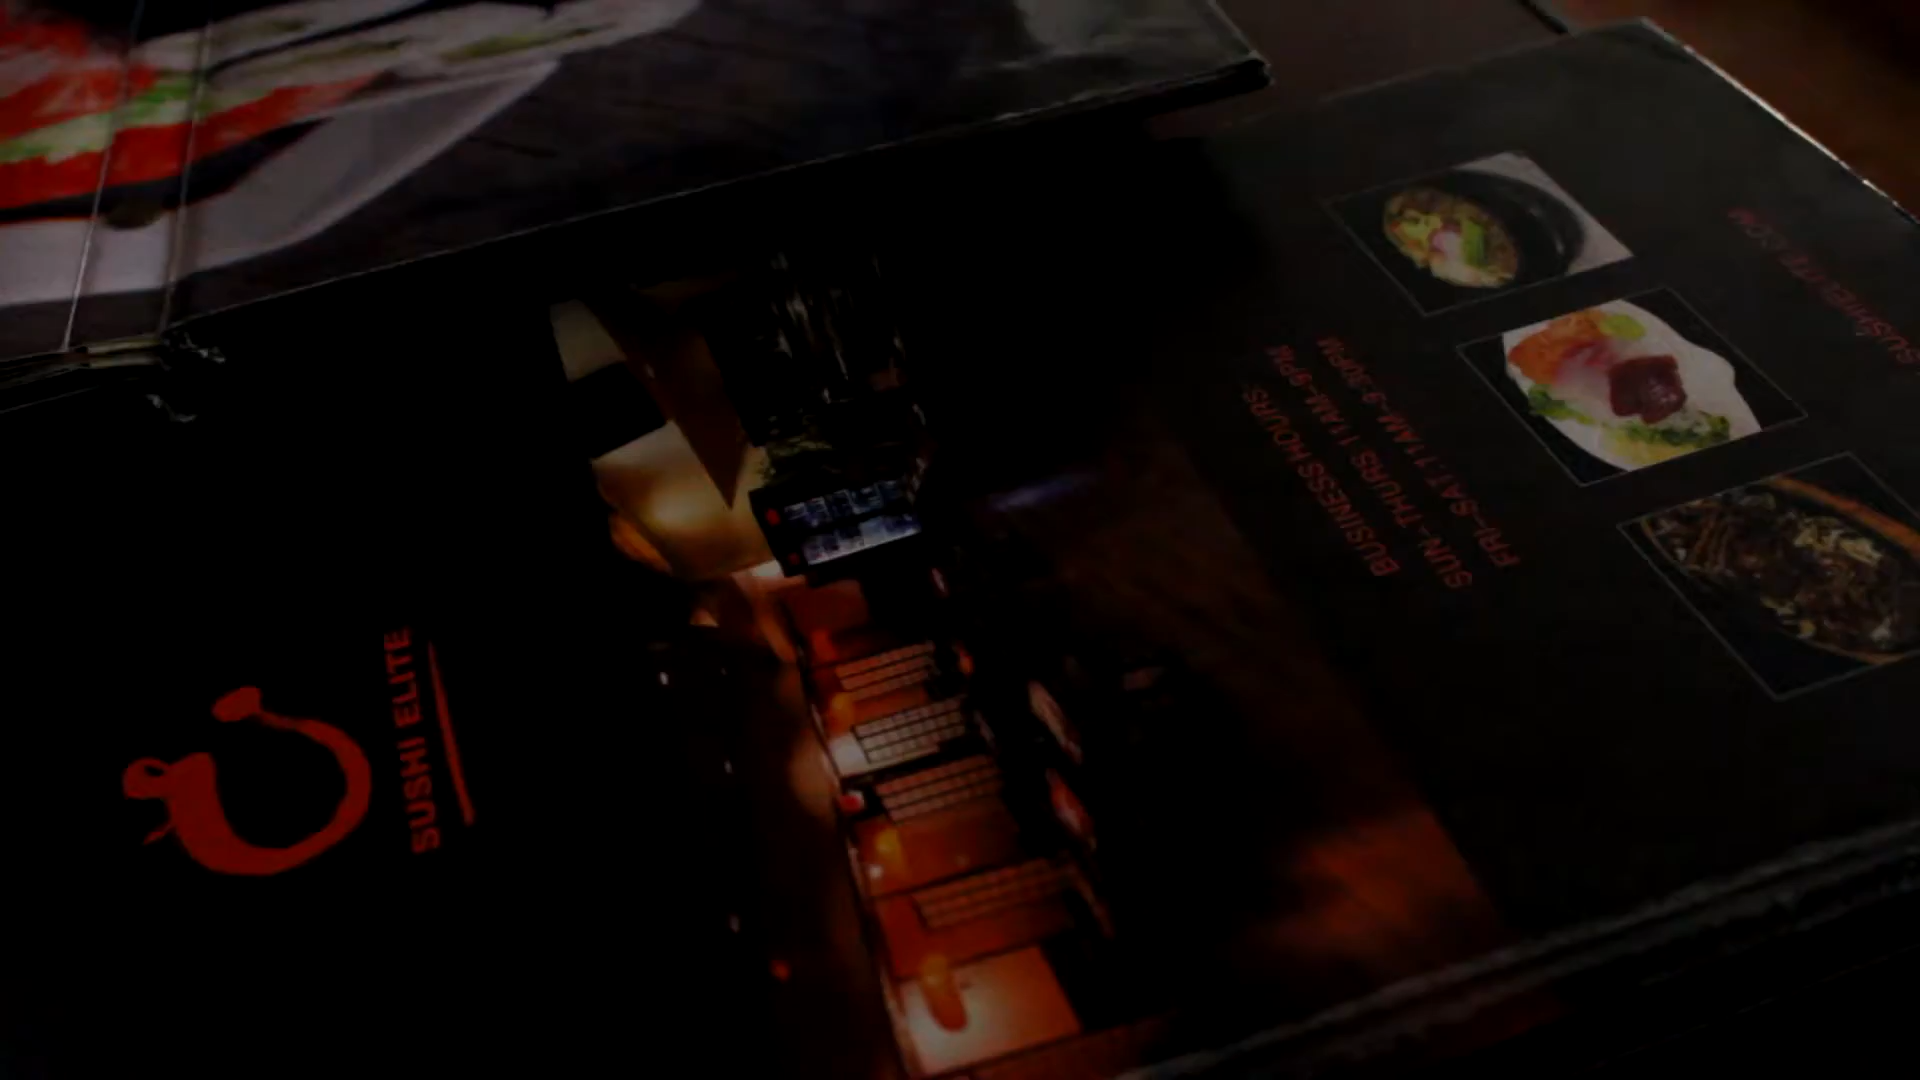 SUSHI ELITE
BUSINESS HOURS:
SUN-THURS. 11AM-9PM
FRI-SAT.11AM-9:30PM